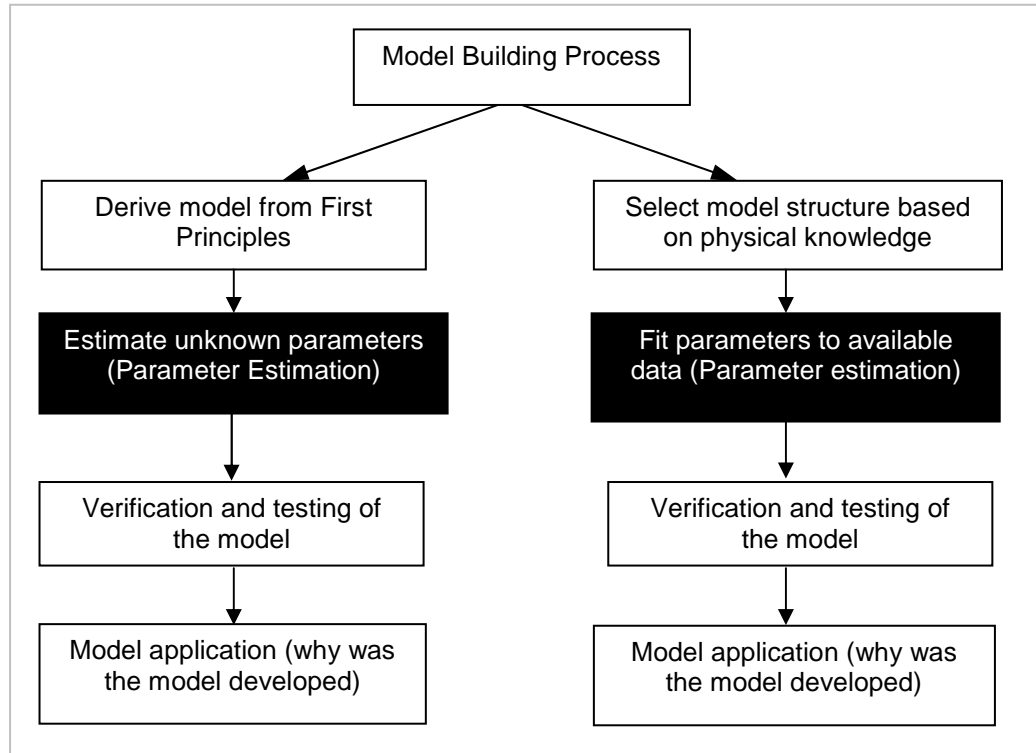 Model Building Process
Derive model from First
Principles
Estimate unknown parameters
(Parameter Estimation)
Verification and testing of
the model
Model application (why was
the model developed)
Select model structure based
on physical knowledge
Fit parameters to available
data (Parameter estimation)
Verification and testing of
the model
Model application (why was
the model developed)